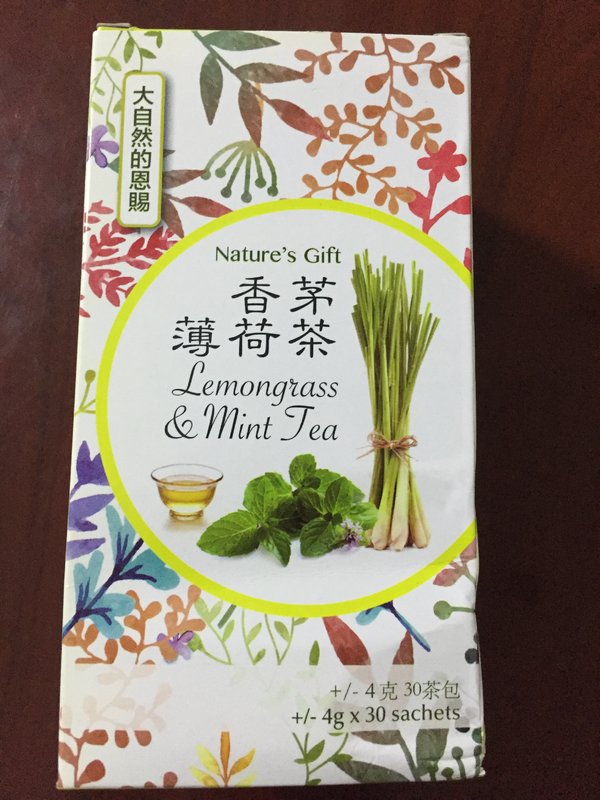 大自然的恩賜
Nature's Gift
香茅
薄荷茶
Lemongrass
& Mint Tea
+/- 4克 30茶包
+/- 4g x 30 sachets